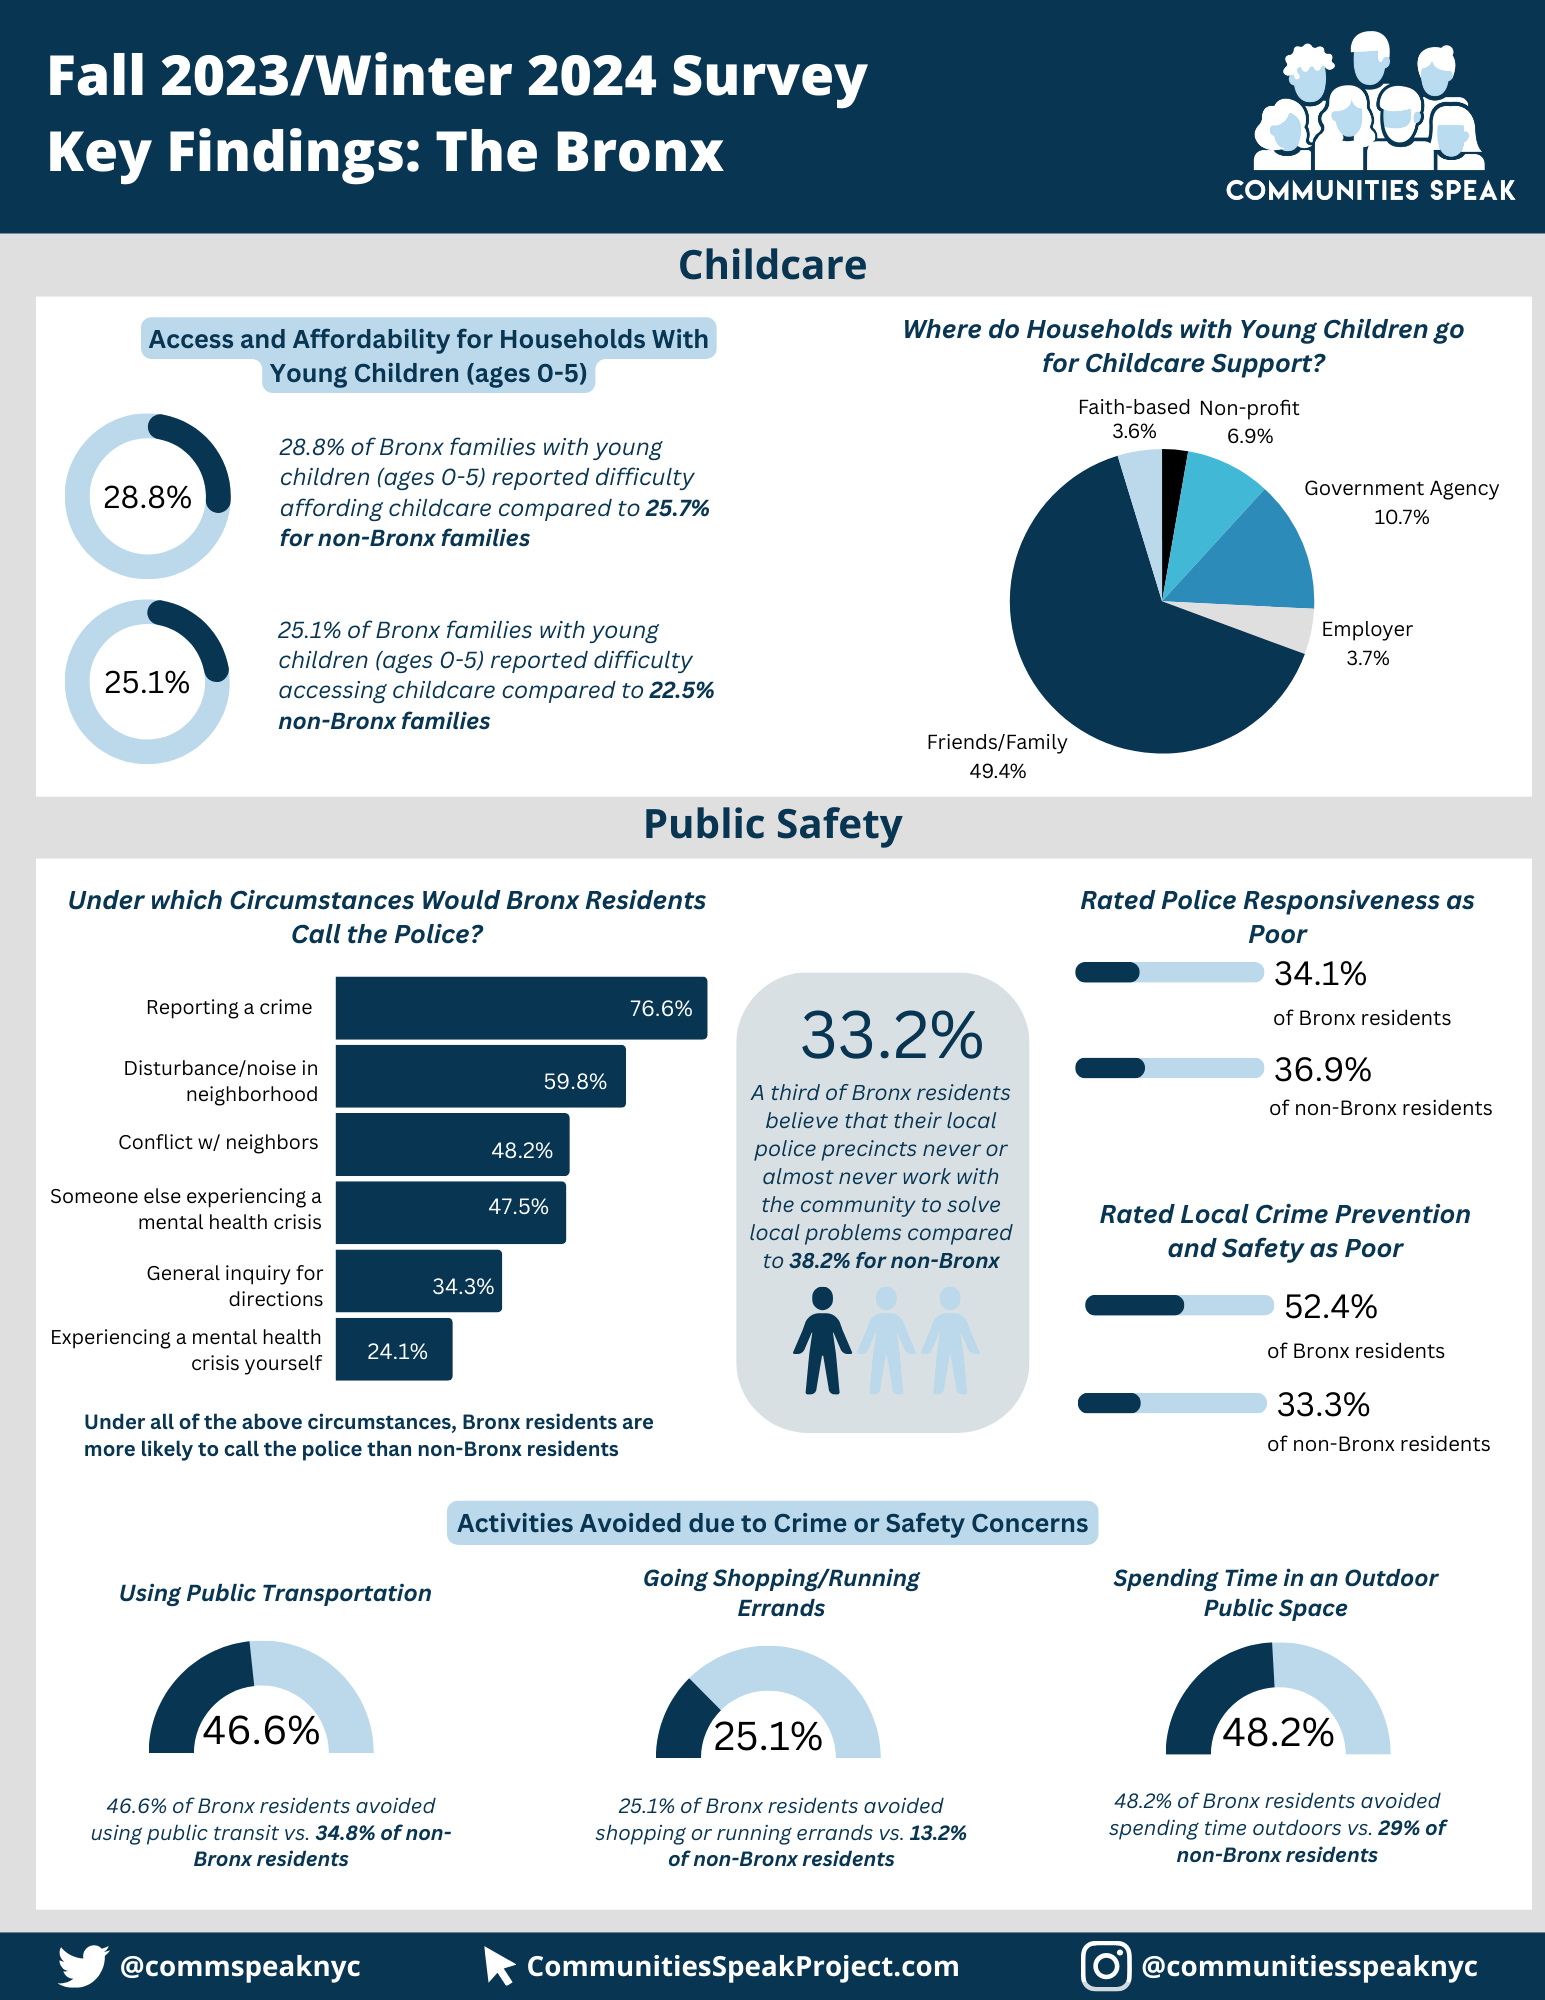 Fall 2023/Winter 2024 Survey
Key Findings: The Bronx
COMMUNITIES SPEAK
Childcare
Access and Affordability for Households With
Young Children (ages 0-5)
28.8%
28.8% of Bronx families with young
children (ages 0-5) reported difficulty
affording childcare compared to 25.7%
for non-Bronx families
25.1%
25.1% of Bronx families with young
children (ages 0-5) reported difficulty
accessing childcare compared to 22.5%
non-Bronx families
Where do Households with Young Children go
for Childcare Support?
Faith-based
3.6%
Non-profit
6.9%
Government Agency
10.7%
Employer
3.7%
Friends/Family
49.4%
Public Safety
Under which Circumstances Would Bronx Residents
Call the Police?
Reporting a crime
76.6%
Disturbance/noise in
neighborhood
59.8%
Conflict w/ neighbors
48.2%
Someone else experiencing a
mental health crisis
47.5%
General inquiry for
directions
34.3%
Experiencing a mental health
crisis yourself
24.1%
Under all of the above circumstances, Bronx residents are
more likely to call the police than non-Bronx residents
33.2%
A third of Bronx residents
believe that their local
police precincts never or
almost never work with
the community to solve
local problems compared
to 38.2% for non-Bronx
Rated Police Responsiveness as
Poor
34.1%
of Bronx residents
36.9%
of non-Bronx residents
Rated Local Crime Prevention
and Safety as Poor
52.4%
of Bronx residents
33.3%
of non-Bronx residents
Activities Avoided due to Crime or Safety Concerns
Using Public Transportation
46.6%
46.6% of Bronx residents avoided
using public transit vs. 34.8% of non-
Bronx residents
Going Shopping/Running
Errands
25.1%
25.1% of Bronx residents avoided
shopping or running errands vs. 13.2%
of non-Bronx residents
Spending Time in an Outdoor
Public Space
48.2%
48.2% of Bronx residents avoided
spending time outdoors vs. 29% of
non-Bronx residents
@commspeaknyc
CommunitiesSpeakProject.com
@communitiesspeaknyc